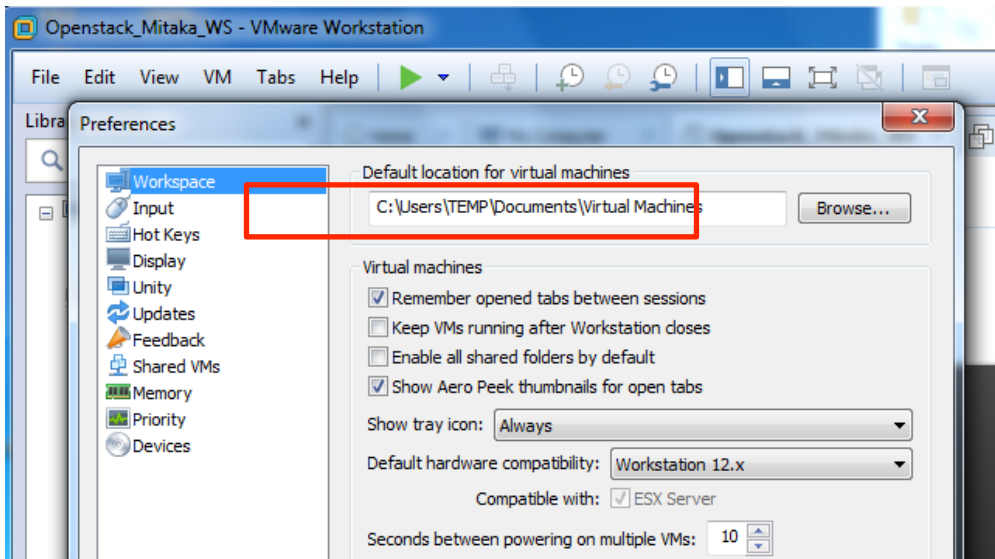 Openstack_Mitaka_WS - VMware Workstation
File Edit View VM Tabs Help
Libra
Preferences
Workspace
Input
Hot Keys
Display
Unity
Updates
Feedback
Shared VMs
Memory
Priority
Devices
Default location for virtual machines
C:\Users\TEMP\Documents\Virtual Machines
Browse...
Virtual machines
Remember opened tabs between sessions
Keep VMs running after Workstation closes
Enable all shared folders by default
Show Aero Peek thumbnails for open tabs
Show tray icon: Always
Default hardware compatibility: Workstation 12.x
Compatible with: ESX Server
Seconds between powering on multiple VMs: 10